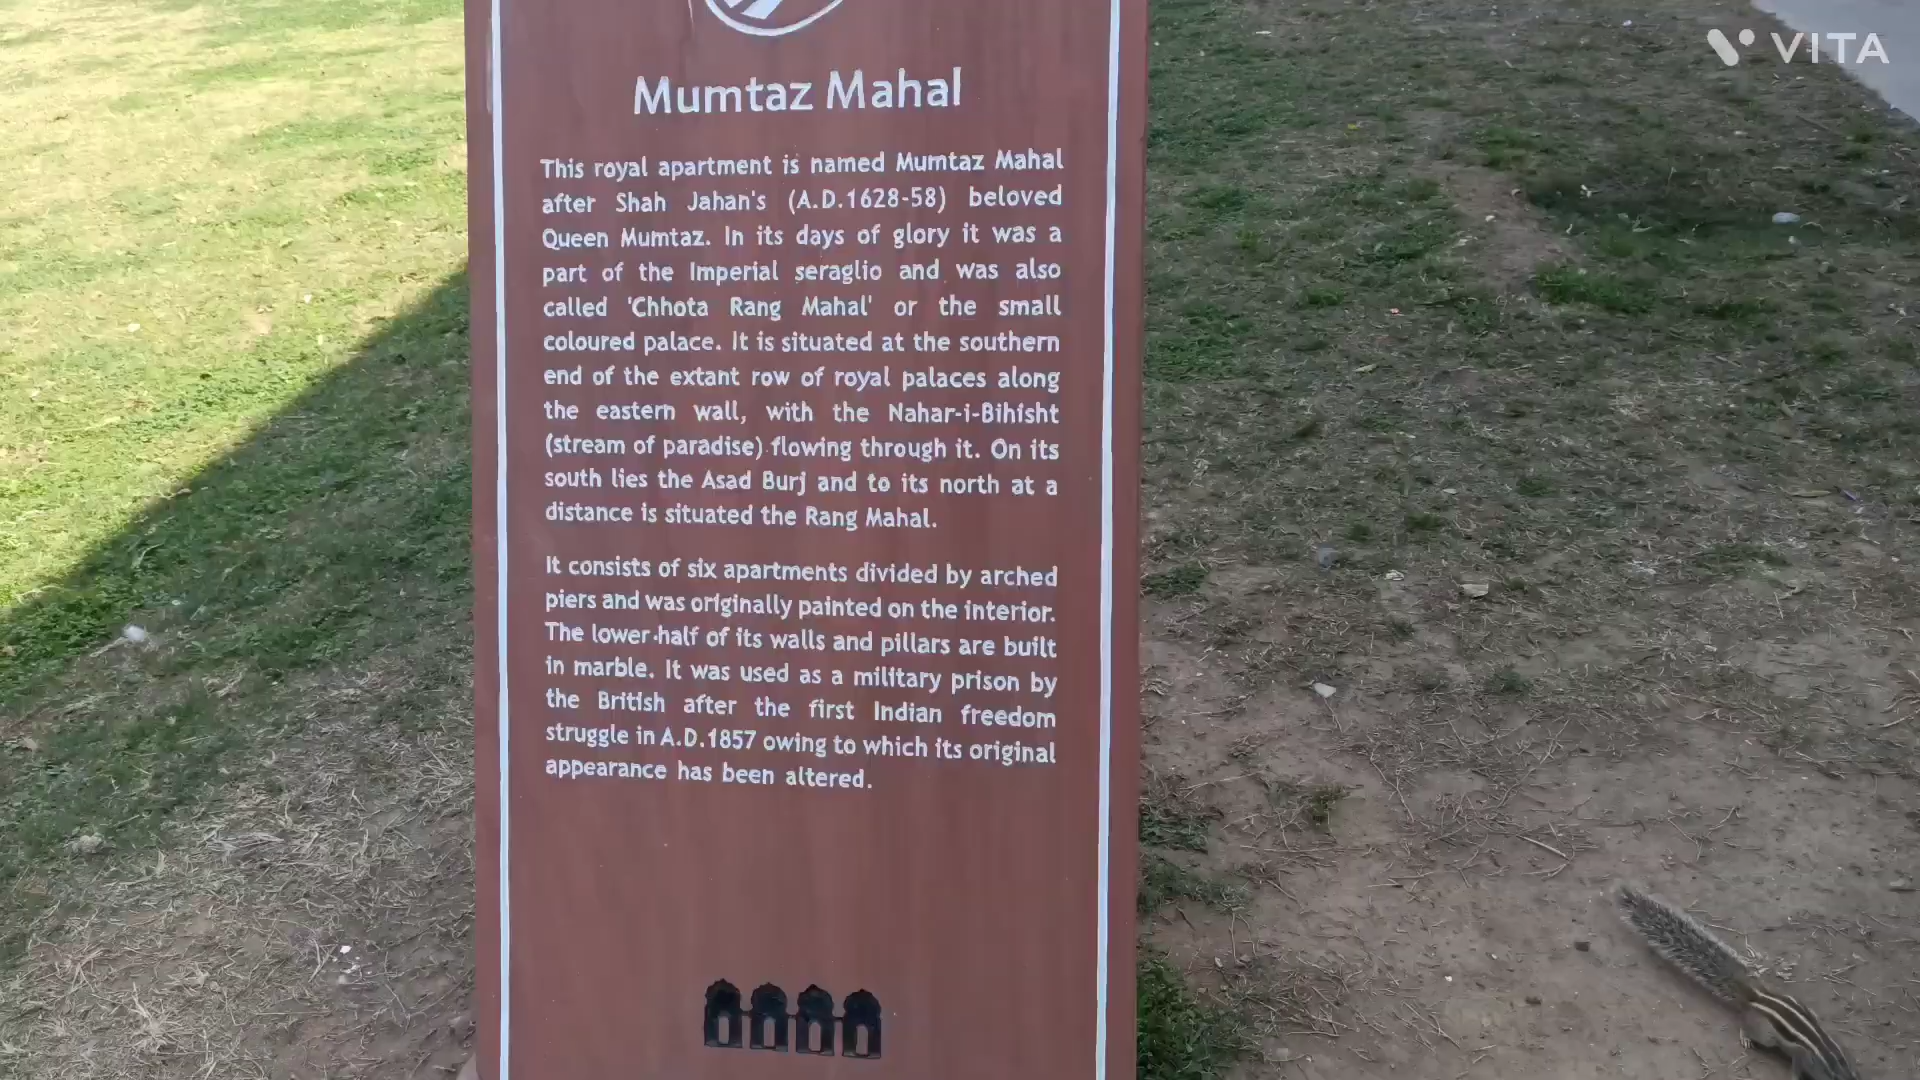 VITA
Mumtaz Mahal
This royal apartment is named Mumtaz Mahal
after Shah Jahan's (A.D.1628-58) beloved
Queen Mumtaz. In its days of glory it was a
part of the Imperial seraglio and was also
called 'Chhota Rang Mahal' or the small
coloured palace. It is situated at the southern
end of the extant row of royal palaces along
the eastern wall, with the Nahar-i-Bihisht
(stream of paradise) flowing through it. On its
south lies the Asad Burj and to its north at a
distance is situated the Rang Mahal.
It consists of six apartments divided by arched
piers and was originally painted on the interior.
The lower half of its walls and pillars are built
in marble. It was used as a military prison by
the British after the first Indian freedom
struggle in A.D.1857 owing to which its original
appearance has been altered.